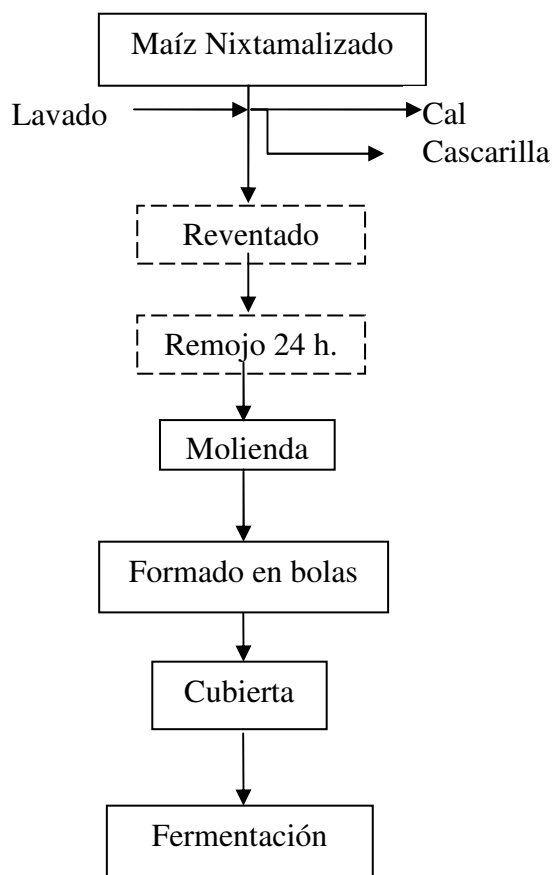 Maíz Nixtamalizado
Lavado
Cal
Cascarilla
Reventado
Remojo 24 h.
Molienda
Formado en bolas
Cubierta
Fermentación